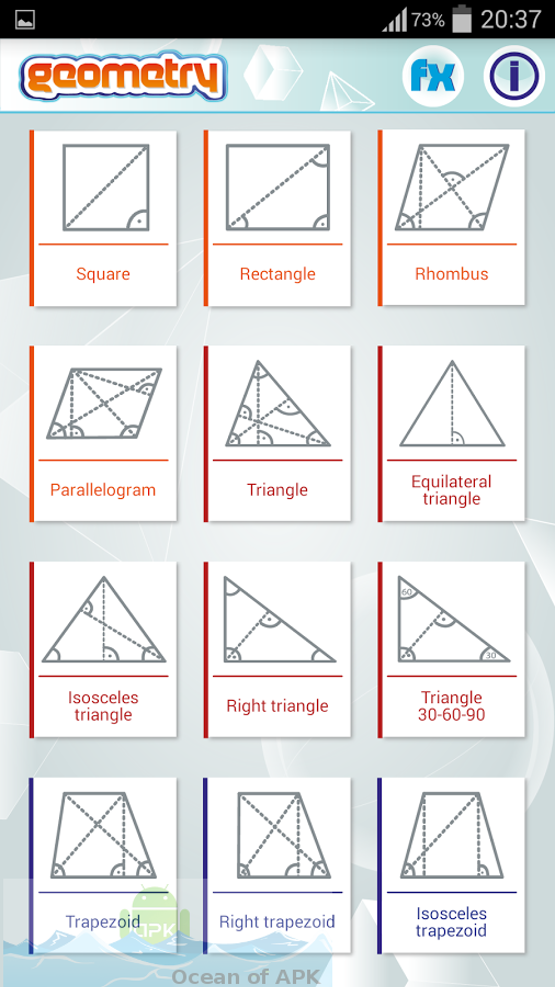 73% 20:37
geometry fx i
Square Rectangle Rhombus
Parallelogram Triangle Equilateral
triangle
60
30
Isosceles
triangle
Right triangle
Triangle
30-60-90
Trapezoid Right trapezoid Isosceles
trapezoid
APK
Ocean of APK